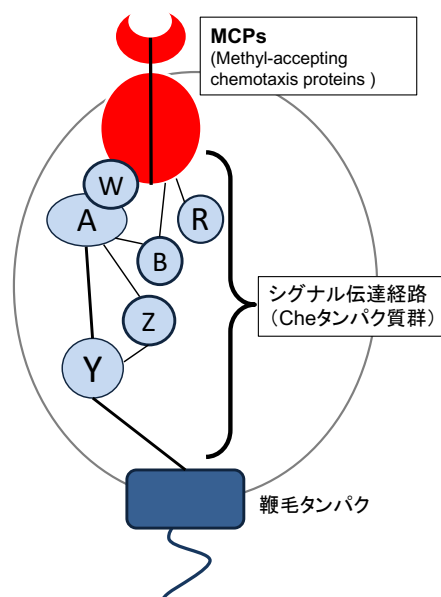 MCPs
(Methyl-accepting
chemotaxis proteins )
W
A
R
B
Z
Y
シグナル伝達経路
（Cheタンパク質群）
鞭毛タンパク